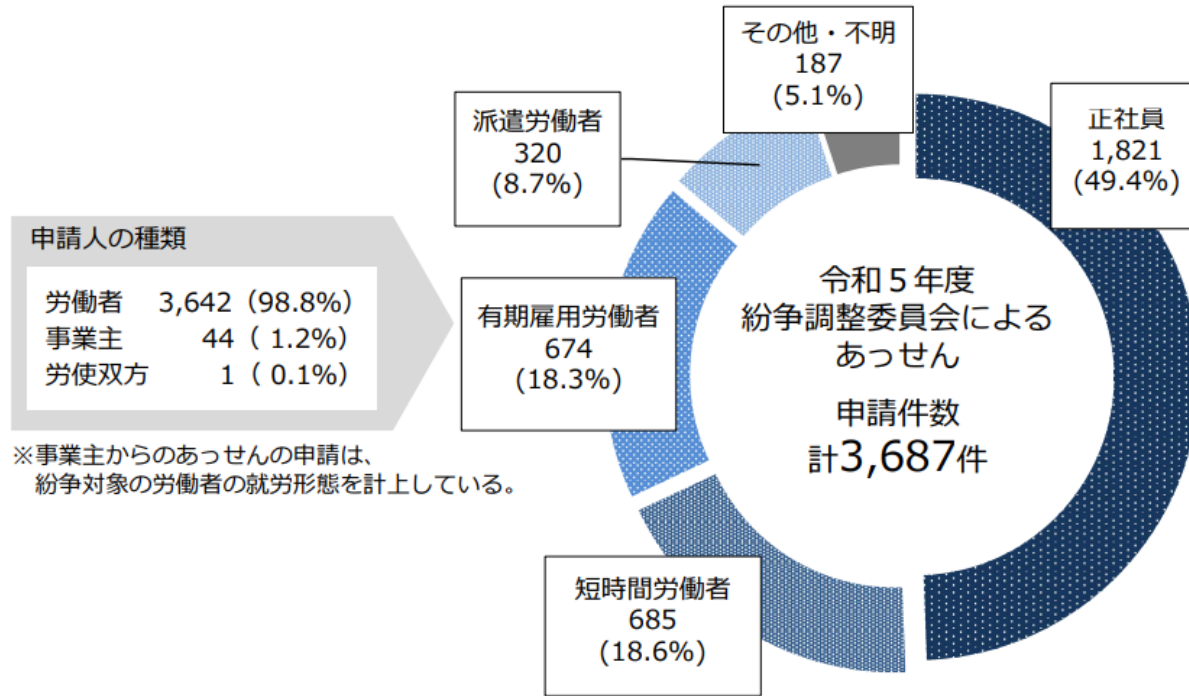 その他・不明
187
(5.1%)
正社員
1,821
(49.4%)
派遣労働者
320
(8.7%)
申請人の種類
労働者 3,642（98.8%）
事業主 44（ 1.2%）
労使双方 1（ 0.1%）
※事業主からのあっせんの申請は、
紛争対象の労働者の就労形態を計上している。
有期雇用労働者
674
(18.3%)
令和５年度
紛争調整委員会による
あっせん
申請件数
計3,687件
短時間労働者
685
(18.6%)